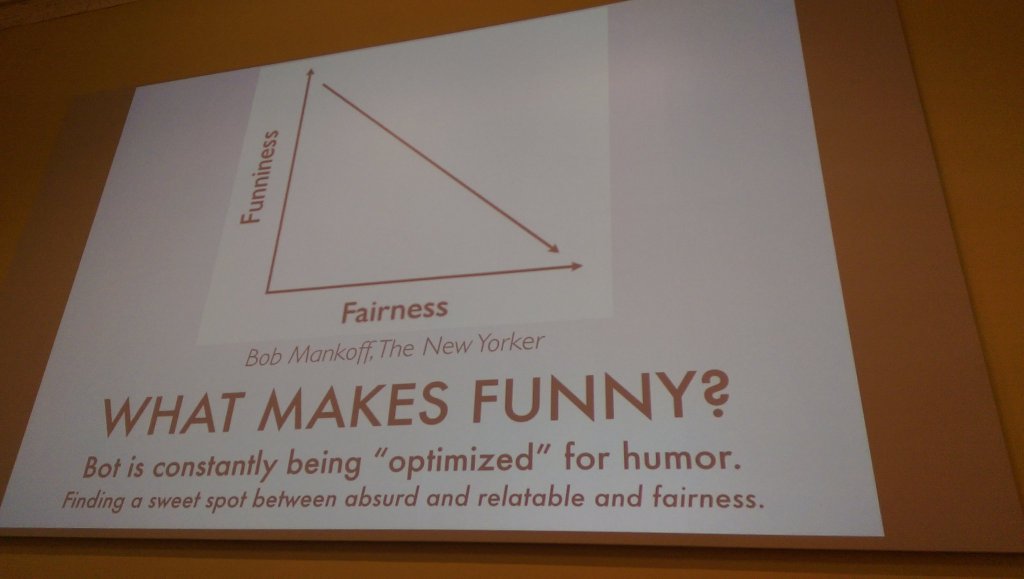 Funniness
Fairness
Bob Mankoff, The New Yorker
WHAT MAKES FUNNY?
Bot is constantly being “optimized” for humor.
Finding a sweet spot between absurd and relatable and fairness.